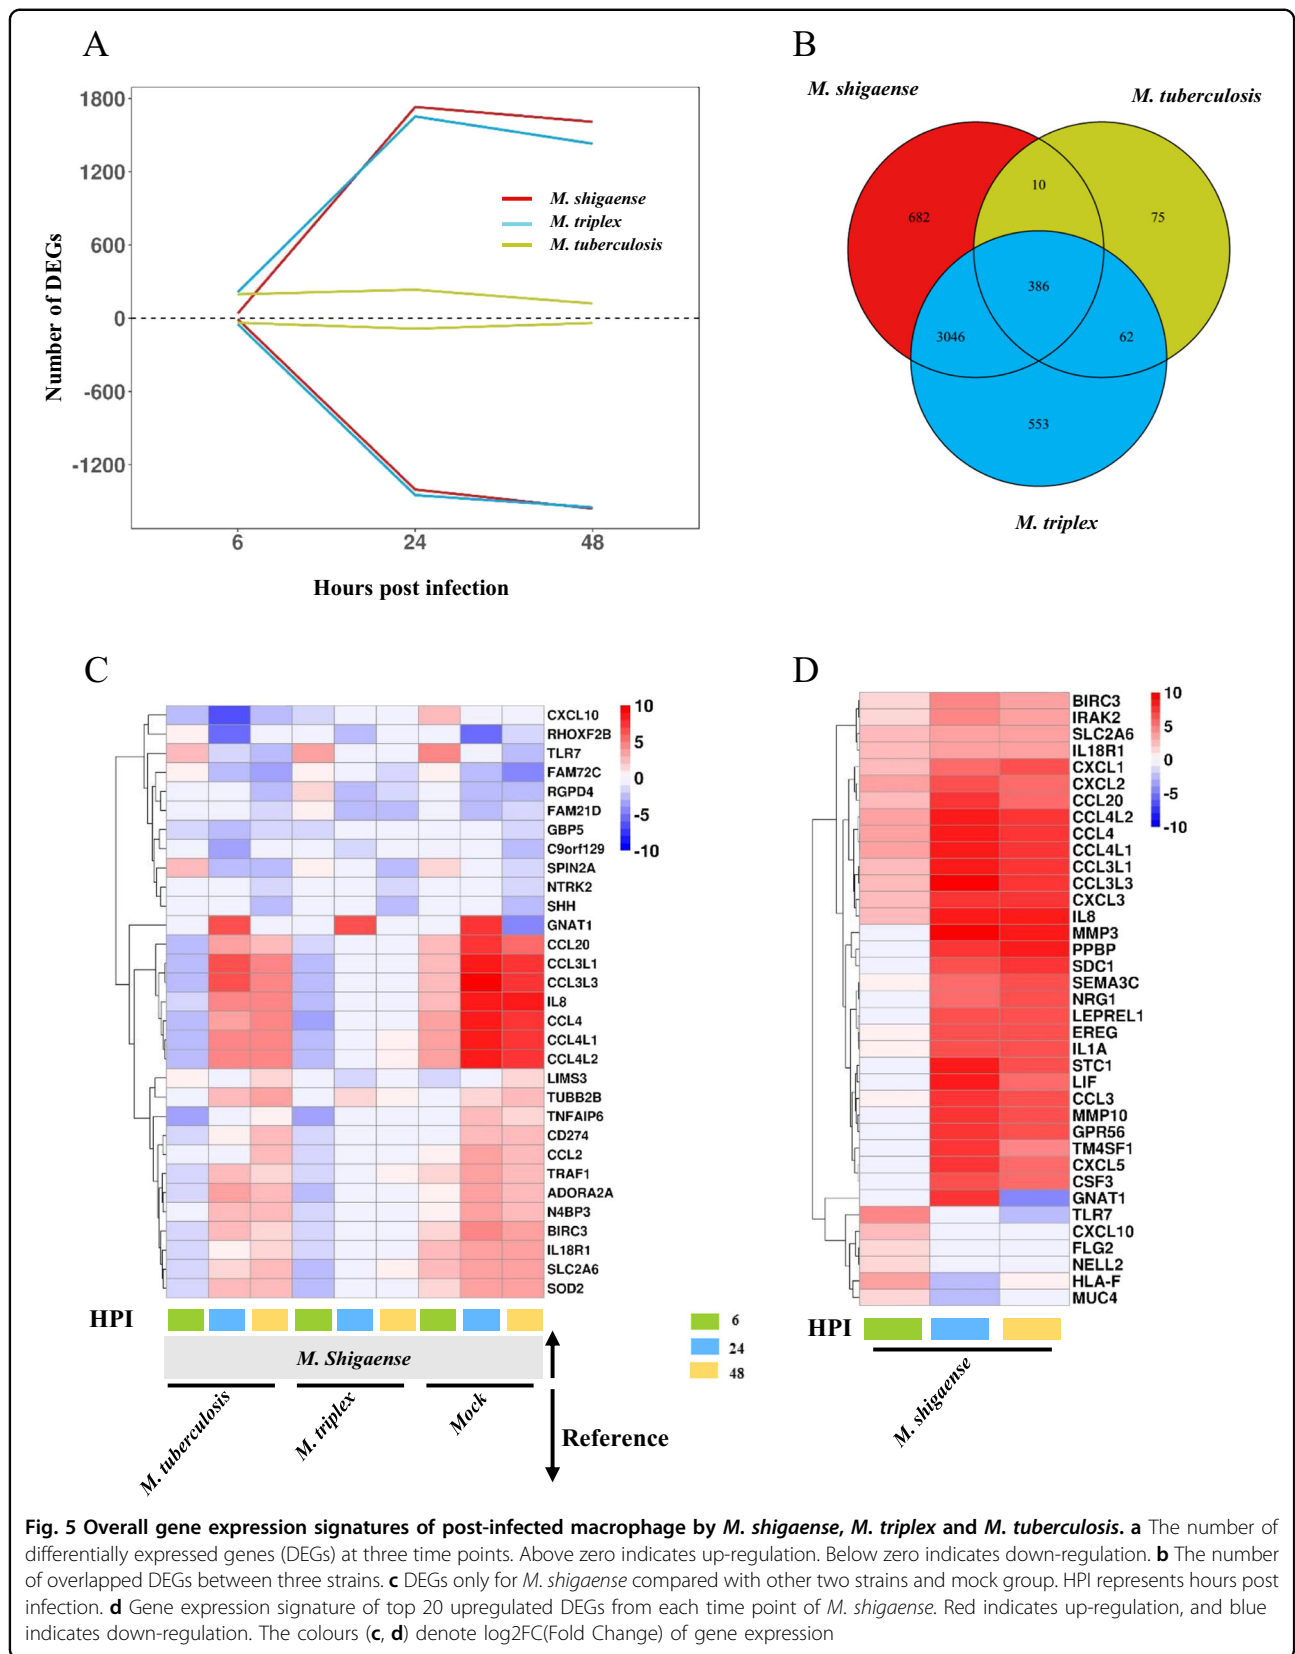 A
1800
1200
600
0
-600
-1200
Number of DEGs
M. shigaense
M. triplex
M. tuberculosis
6
24
48
Hours post infection
B
M. shigaense
M. tuberculosis
10
682
75
386
3046
62
553
M. triplex
C
CXCL10
RHOXF2B
TLR7
FAM72C
RGPD4
FAM21D
GBP5
C9orf129
SPIN2A
NTRK2
SHH
GNAT1
CCL20
CCL3L1
CCL3L3
IL8
CCL4
CCL4L1
CCL4L2
LIMS3
TUBB2B
TNFAIP6
CD274
CCL2
TRAF1
ADORA2A
N4BP3
BIRC3
IL18R1
SLC2A6
SOD2
10
5
0
-5
-10
HPI
M. Shigaense
M. tuberculosis
M. triplex
Mock
Reference
6
24
48
D
BIRC3
IRAK2
SLC2A6
IL18R1
CXCL1
CXCL2
CCL20
CCL4L2
CCL4
CCL4L1
CCL3L1
CCL3L3
CXCL3
IL8
MMP3
PPBP
SDC1
SEMA3C
NRG1
LEPREL1
EREG
IL1A
STC1
LIF
CCL3
MMP10
GPR56
TM4SF1
CXCL5
CSF3
GNAT1
TLR7
CXCL10
FLG2
NELL2
HLA-F
MUC4
10
5
0
-5
-10
HPI
M. shigaense
Fig. 5 Overall gene expression signatures of post-infected macrophage by M. shigaense, M. triplex and M. tuberculosis. a The number of
differentially expressed genes (DEGs) at three time points. Above zero indicates up-regulation. Below zero indicates down-regulation. b The number
of overlapped DEGs between three strains. c DEGs only for M. shigaense compared with other two strains and mock group. HPI represents hours post
infection. d Gene expression signature of top 20 upregulated DEGs from each time point of M. shigaense. Red indicates up-regulation, and blue
indicates down-regulation. The colours (c, d) denote log2FC(Fold Change) of gene expression